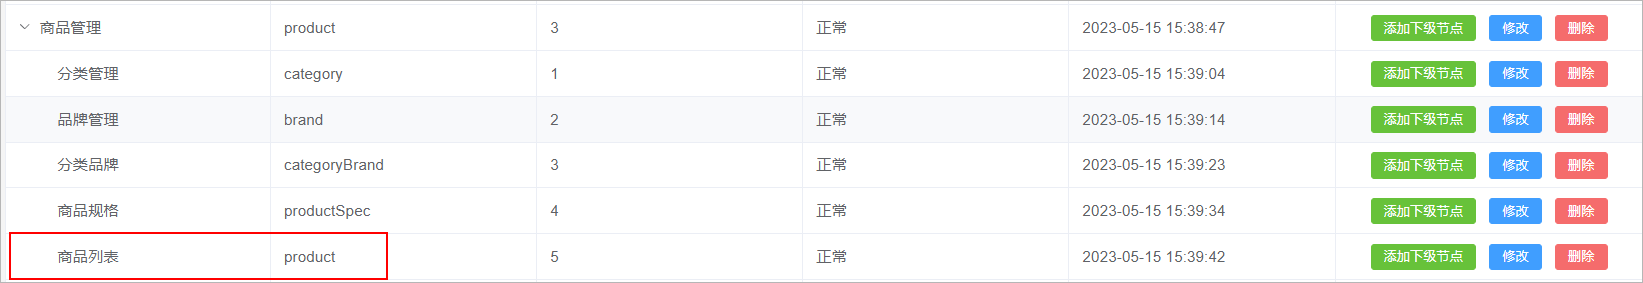 商品管理 product 3 正常 2023-05-15 15:38:47 添加下级节点 修改 删除
分类管理 category 1 正常 2023-05-15 15:39:04 添加下级节点 修改 删除
品牌管理 brand 2 正常 2023-05-15 15:39:14 添加下级节点 修改 删除
分类品牌 categoryBrand 3 正常 2023-05-15 15:39:23 添加下级节点 修改 删除
商品规格 productSpec 4 正常 2023-05-15 15:39:34 添加下级节点 修改 删除
商品列表 product 5 正常 2023-05-15 15:39:42 添加下级节点 修改 删除